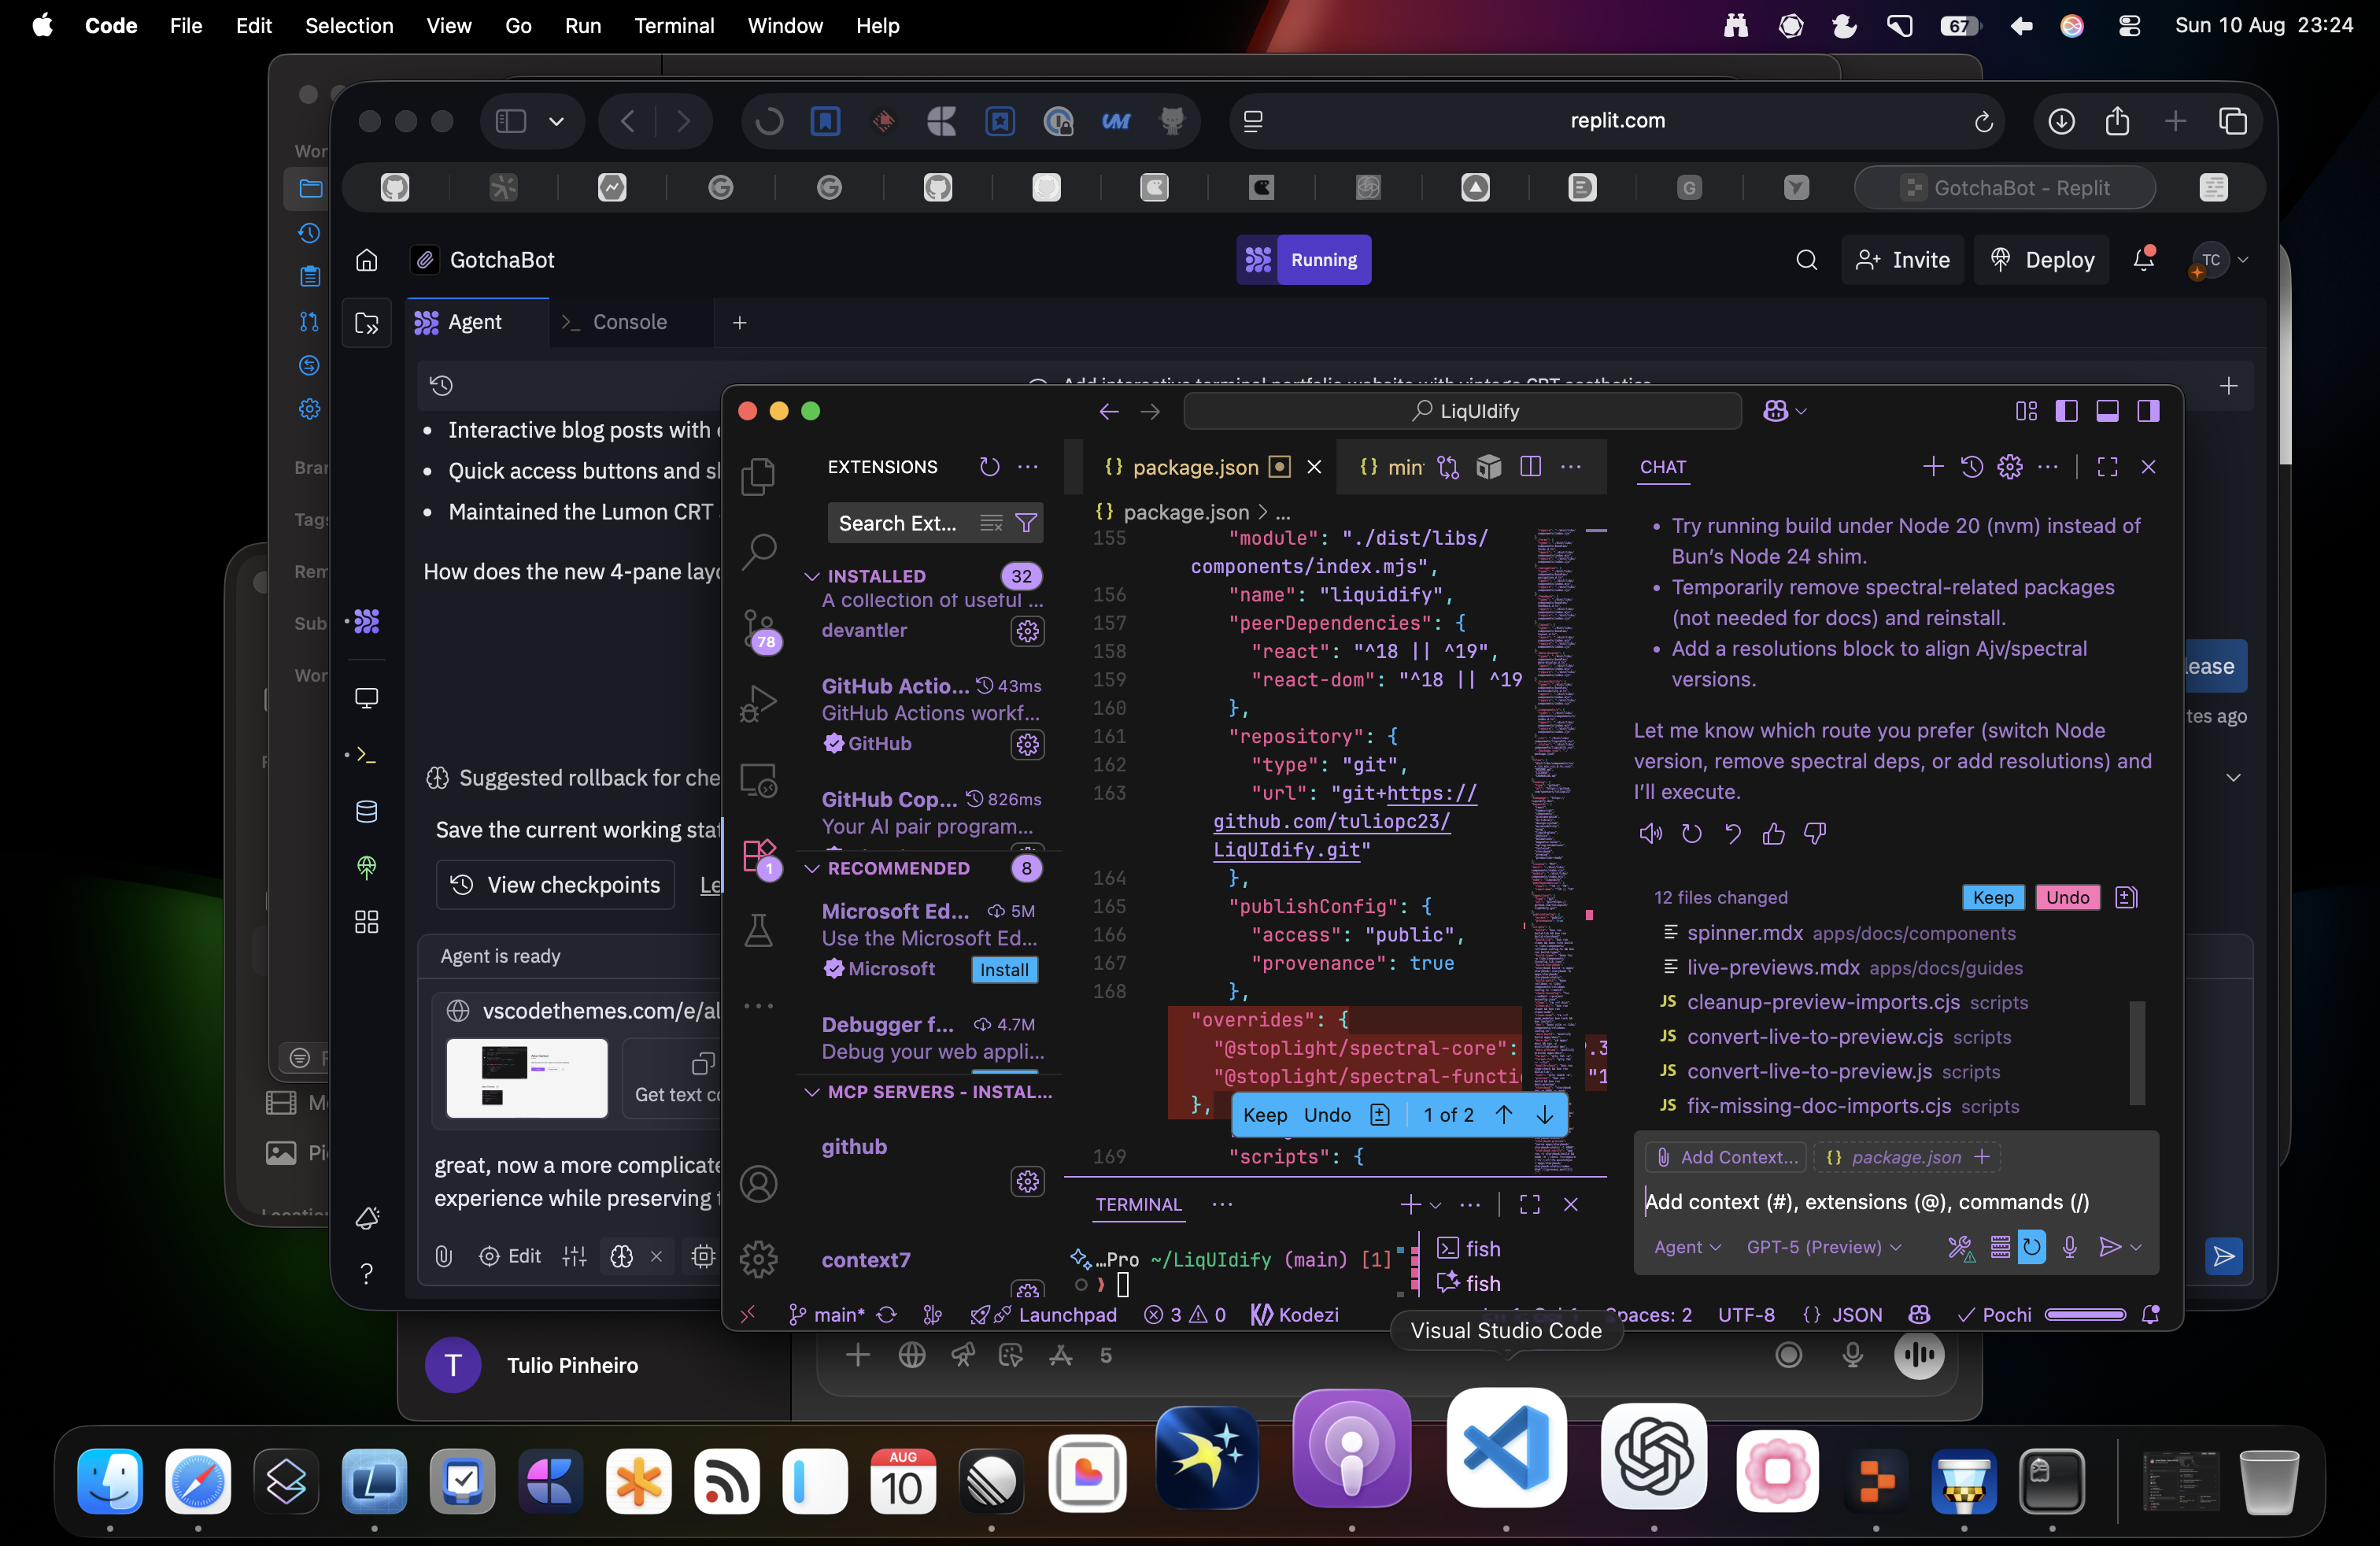 Code File Edit Selection View Go Run Terminal Window Help
67 Sun 10 Aug 23:24
replit.com
GotchaBot - Replit
GotchaBot
Running
Invite Deploy TC
Agent Console
Add interactive terminal portfolio website with vintage CRT aesthetics
Interactive blog posts with
Quick access buttons and
Maintained the Lumon CRT
How does the new 4-pane
Suggested rollback for
Save the current working
View checkpoints
Agent is ready
vscodethemes.com/e/
Get text
great, now a more
experience while preserving
Edit
LiqUIdify
EXTENSIONS
Search Ext...
INSTALLED 32
A collection of useful ...
devantler
GitHub Actio... 43ms
GitHub Actions workf...
GitHub
GitHub Cop... 826ms
Your AI pair program...
RECOMMENDED 8
Microsoft Ed... 5M
Use the Microsoft Ed...
Microsoft Install
Debugger f... 4.7M
Debug your web appli...
MCP SERVERS - INSTAL...
github
context7
78
1
{} package.json
{} min
{} package.json > ...
155 "module": "./dist/libs/
components/index.mjs",
156 "name": "liquidify",
157 "peerDependencies": {
158 "react": "^18 || ^19",
159 "react-dom": "^18 || ^19
160 },
161 "repository": {
162 "type": "git",
163 "url": "git+https://
github.com/tuliopc23/
LiqUIdify.git"
164 },
165 "publishConfig": {
166 "access": "public",
167 "provenance": true
168 },
"overrides": {
"@stoplight/spectral-core":
"@stoplight/spectral-functi
},
Keep Undo 1 of 2
169 "scripts": {
TERMINAL
...Pro ~/LiqUIdify (main) [1]
fish
fish
CHAT
Try running build under Node 20 (nvm) instead of
Bun’s Node 24 shim.
Temporarily remove spectral-related packages
(not needed for docs) and reinstall.
Add a resolutions block to align Ajv/spectral
versions.
Let me know which route you prefer (switch Node
version, remove spectral deps, or add resolutions) and
I’ll execute.
12 files changed Keep Undo
spinner.mdx apps/docs/components
live-previews.mdx apps/docs/guides
JS cleanup-preview-imports.cjs scripts
JS convert-live-to-preview.cjs scripts
JS convert-live-to-preview.js scripts
JS fix-missing-doc-imports.cjs scripts
Add Context... {} package.json +
Add context (#), extensions (@), commands (/)
Agent GPT-5 (Preview)
main* Launchpad 3 0 Kodezi Spaces: 2 UTF-8 {} JSON Pochi
Visual Studio Code
tes ago
T Tulio Pinheiro
5
AUG
10